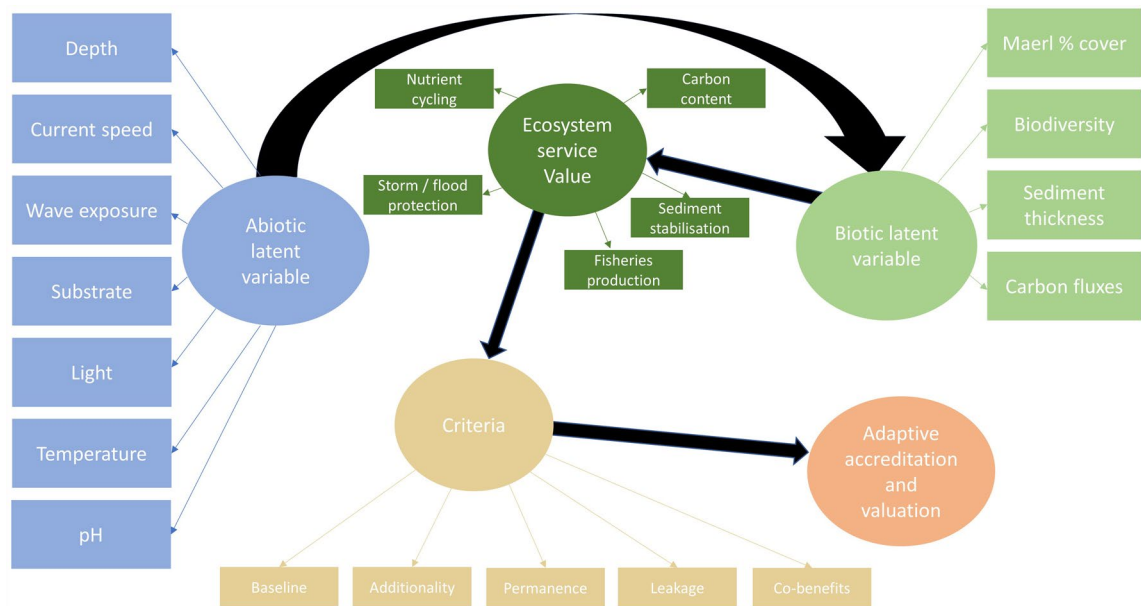 Depth
Current speed
Wave exposure
Substrate
Light
Temperature
pH
Abiotic
latent
variable
Nutrient
cycling
Carbon
content
Ecosystem
service
Value
Storm / flood
protection
Sediment
stabilisation
Fisheries
production
Biotic latent
variable
Maerl % cover
Biodiversity
Sediment
thickness
Carbon fluxes
Criteria
Adaptive
accreditation
and
valuation
Baseline
Additionality
Permanence
Leakage
Co-benefits